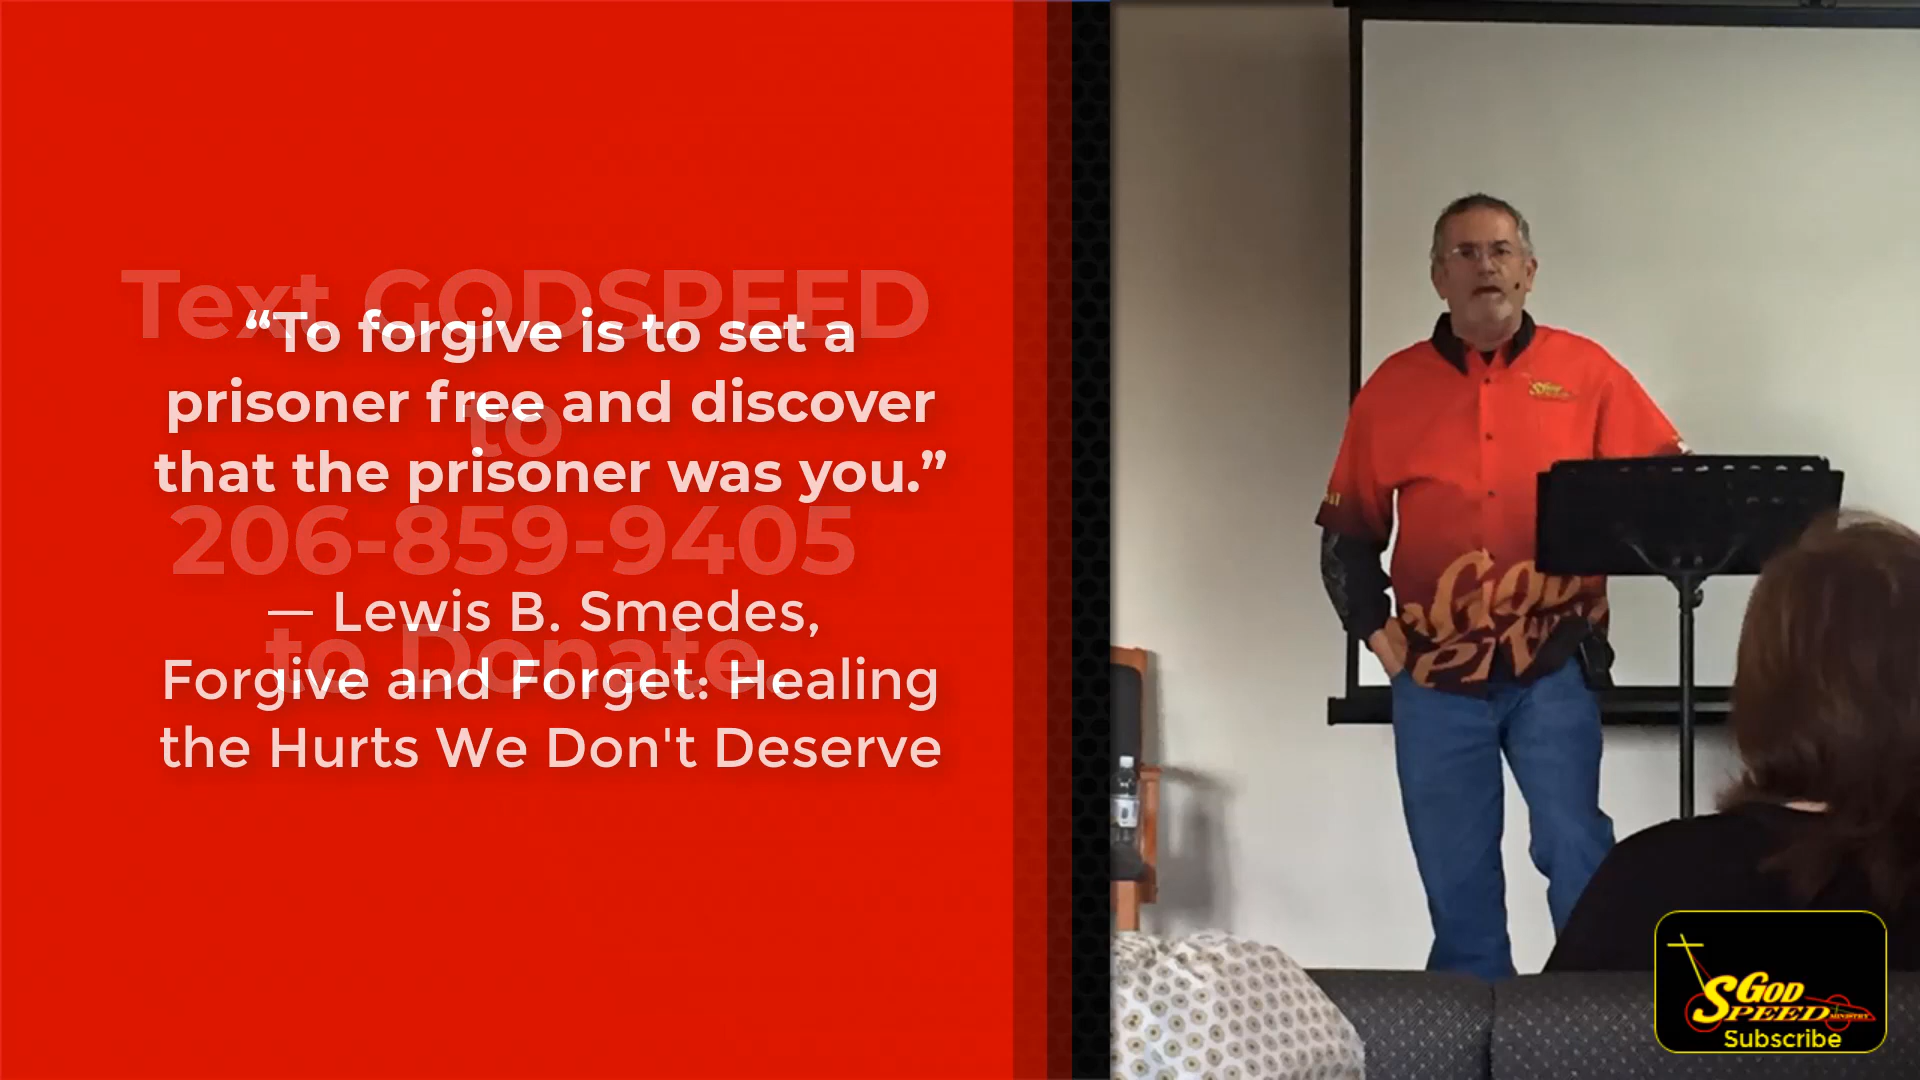 Text GODSPEED
to
206-859-9405
to Donate.
“To forgive is to set a
prisoner free and discover
that the prisoner was you.”
— Lewis B. Smedes,
Forgive and Forget: Healing
the Hurts We Don't Deserve
GOD
SPEED
MINISTRY
Subscribe